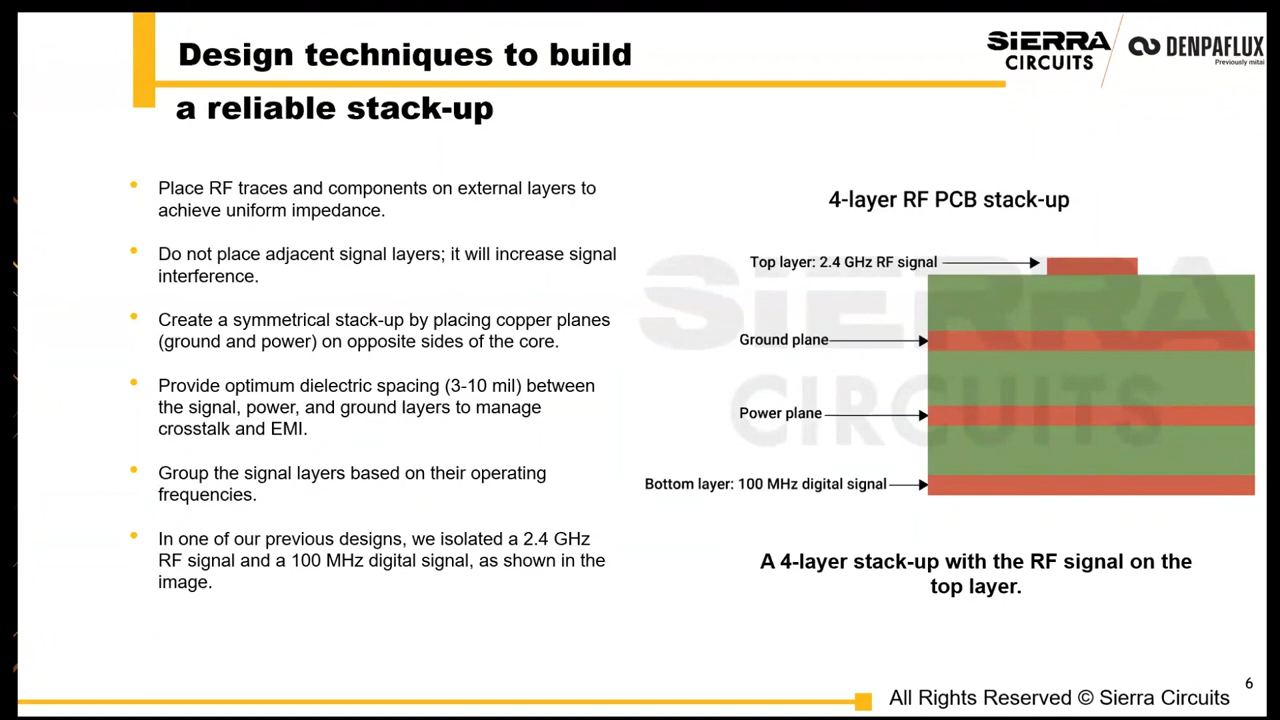 Design techniques to build
a reliable stack-up
SIERRA
CIRCUITS
DENPAFLUX
Previously mitai
• Place RF traces and components on external layers to
achieve uniform impedance.
• Do not place adjacent signal layers; it will increase signal
interference.
• Create a symmetrical stack-up by placing copper planes
(ground and power) on opposite sides of the core.
• Provide optimum dielectric spacing (3-10 mil) between
the signal, power, and ground layers to manage
crosstalk and EMI.
• Group the signal layers based on their operating
frequencies.
• In one of our previous designs, we isolated a 2.4 GHz
RF signal and a 100 MHz digital signal, as shown in the
image.
4-layer RF PCB stack-up
Top layer: 2.4 GHz RF signal
Ground plane
Power plane
Bottom layer: 100 MHz digital signal
SIERRA
CIRCUITS
A 4-layer stack-up with the RF signal on the
top layer.
6
All Rights Reserved © Sierra Circuits